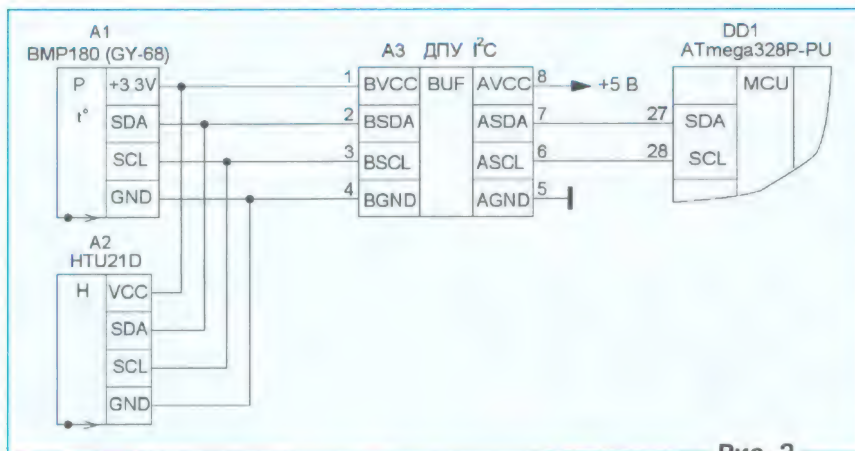 A1
BMP180 (GY-68)
P
t°
+3,3V
SDA
SCL
GND
A2
HTU21D
H
VCC
SDA
SCL
GND
A3 ДПУ I²C
1
2
3
4
BVCC
BSDA
BSCL
BGND
BUF
AVCC
ASDA
ASCL
AGND
8
7
6
5
+5 В
DD1
ATmega328P-PU
27
28
SDA
SCL
MCU
Рис. 2